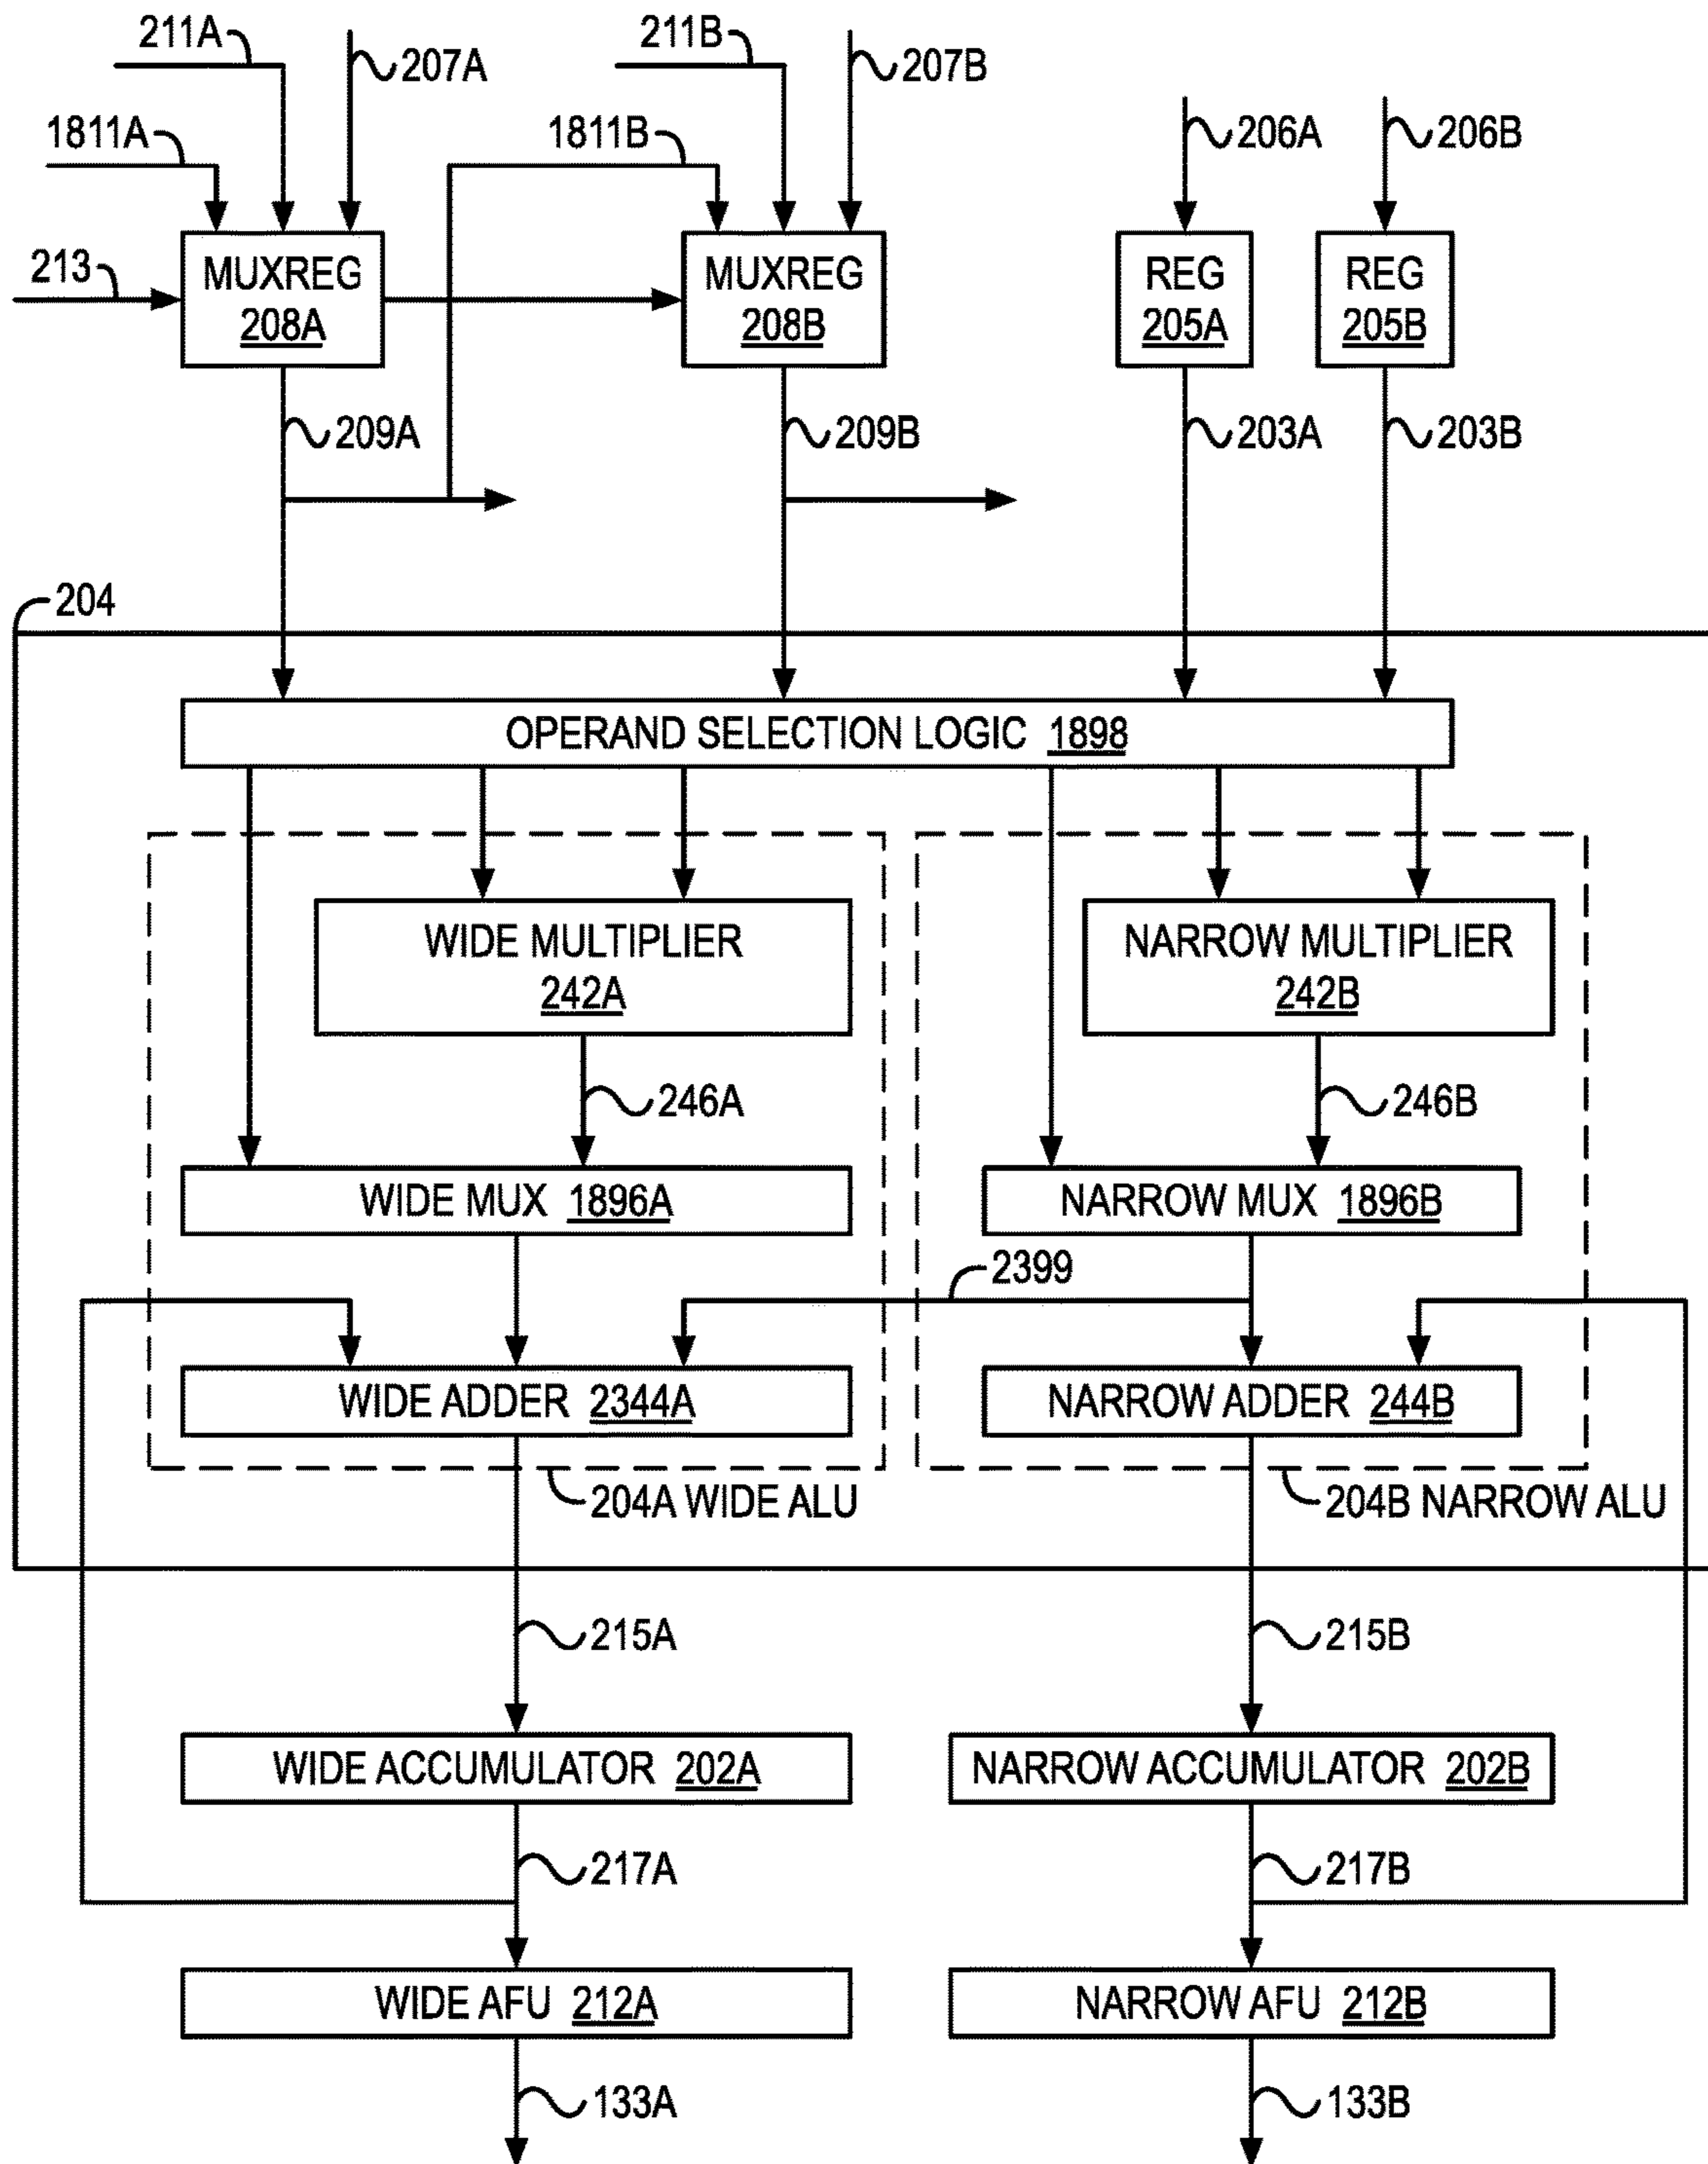 211A
207A
211B
207B
1811A
1811B
206A
206B
213
MUXREG
208A
MUXREG
208B
REG
205A
REG
205B
209A
209B
203A
203B
204
OPERAND SELECTION LOGIC 1898
WIDE MULTIPLIER
242A
NARROW MULTIPLIER
242B
246A
246B
WIDE MUX 1896A
NARROW MUX 1896B
2399
WIDE ADDER 2344A
NARROW ADDER 244B
204A WIDE ALU
204B NARROW ALU
215A
215B
WIDE ACCUMULATOR 202A
NARROW ACCUMULATOR 202B
217A
217B
WIDE AFU 212A
NARROW AFU 212B
133A
133B